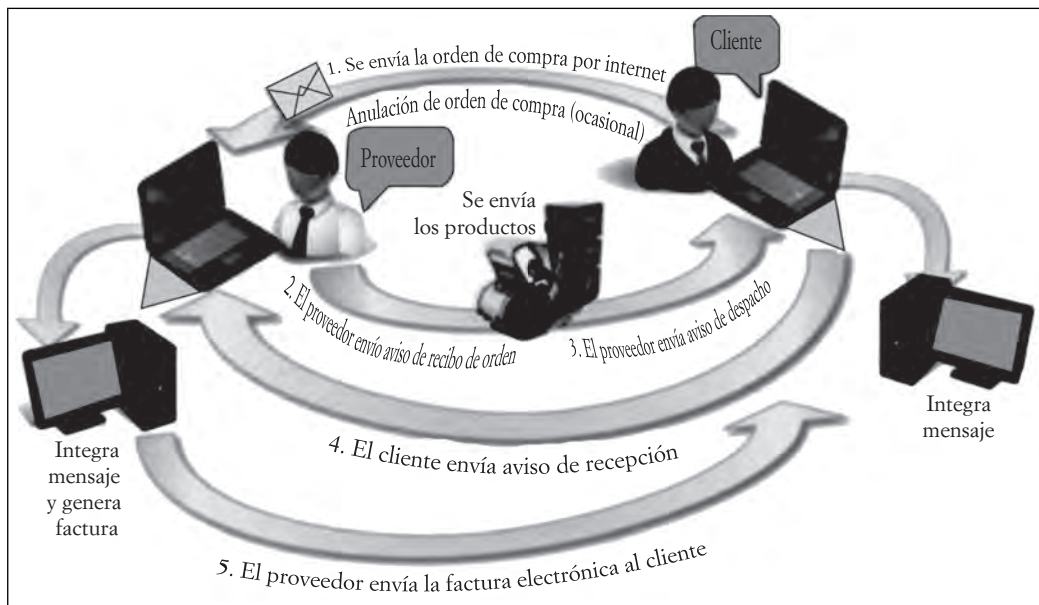 Cliente
1. Se envía la orden de compra por internet
Anulación de orden de compra (ocasional)
Proveedor
Se envía
los productos
2. El proveedor envío aviso de recibo de orden
3. El proveedor envía aviso de despacho
Integra
mensaje
4. El cliente envía aviso de recepción
Integra
mensaje
y genera
factura
5. El proveedor envía la factura electrónica al cliente